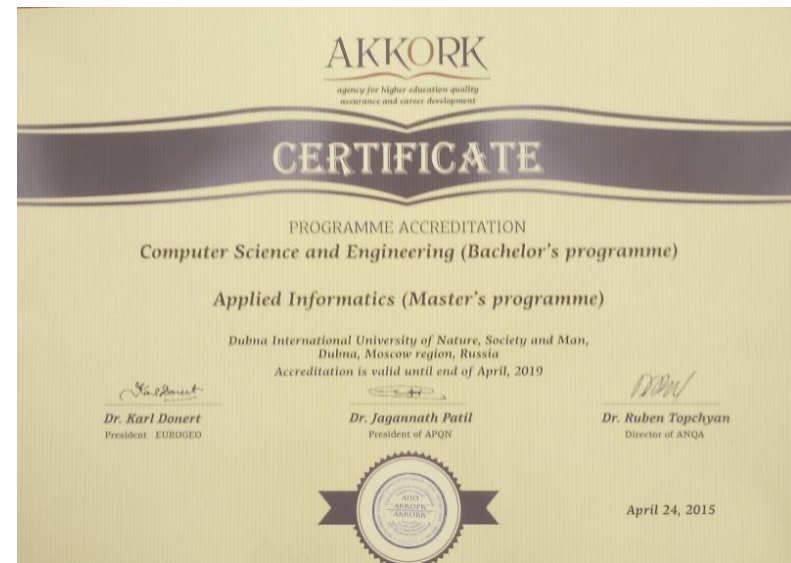 AKKORK
agency for higher education quality
assurance and career development
CERTIFICATE
PROGRAMME ACCREDITATION
Computer Science and Engineering (Bachelor's programme)
Applied Informatics (Master's programme)
Dubna International University of Nature, Society and Man,
Dubna, Moscow region, Russia
Accreditation is valid until end of April, 2019
Dr. Karl Donert
President EUROGEO
Dr. Jagannath Patil
President of APQN
Dr. Ruben Topchyan
Director of ANQA
АПО
"АККОРК"
AKKORK
April 24, 2015